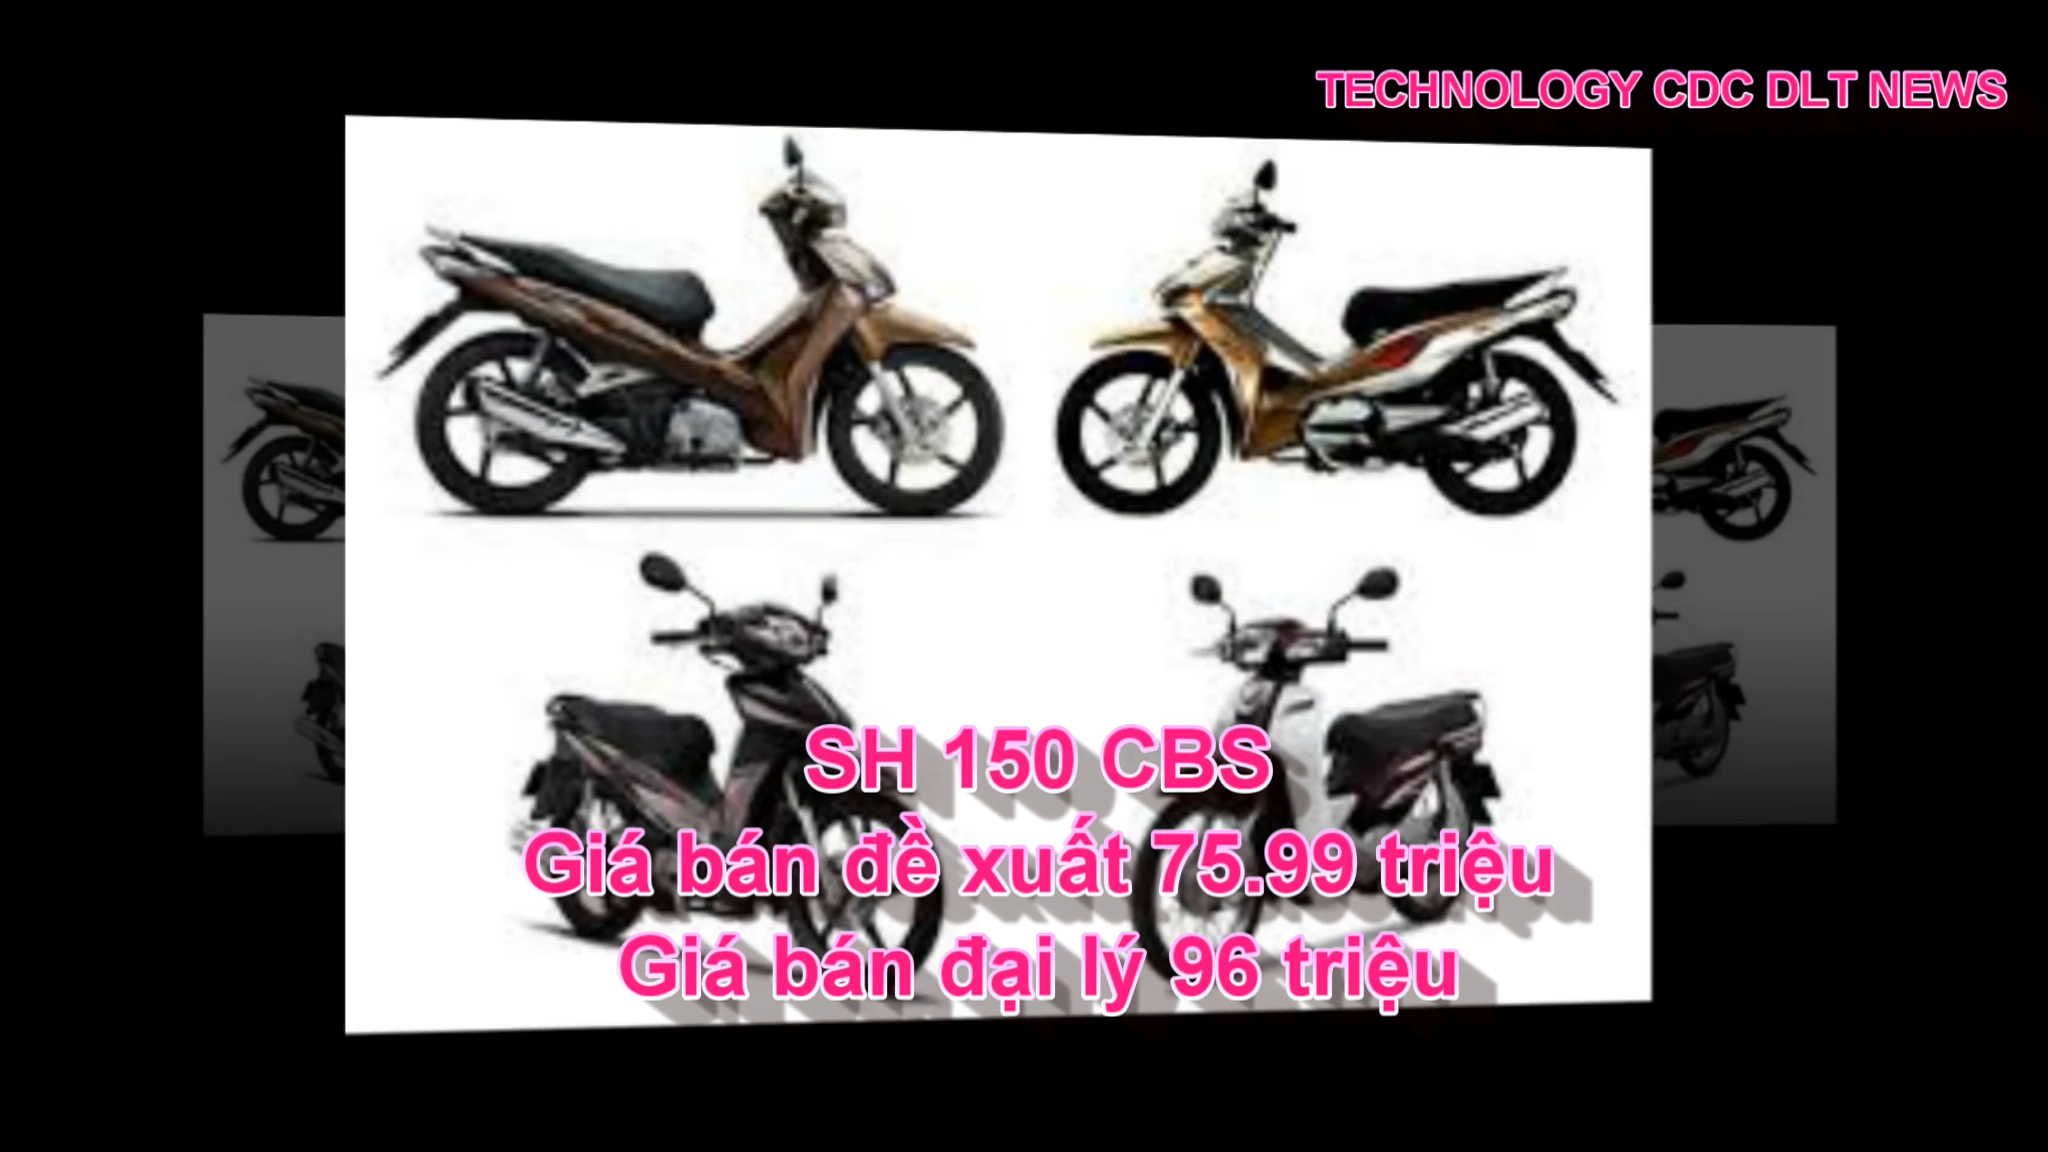 TECHNOLOGY CDC DLT NEWS
SH 150 CBS
Giá bán đề xuất 75.99 triệu
Giá bán đại lý 96 triệu